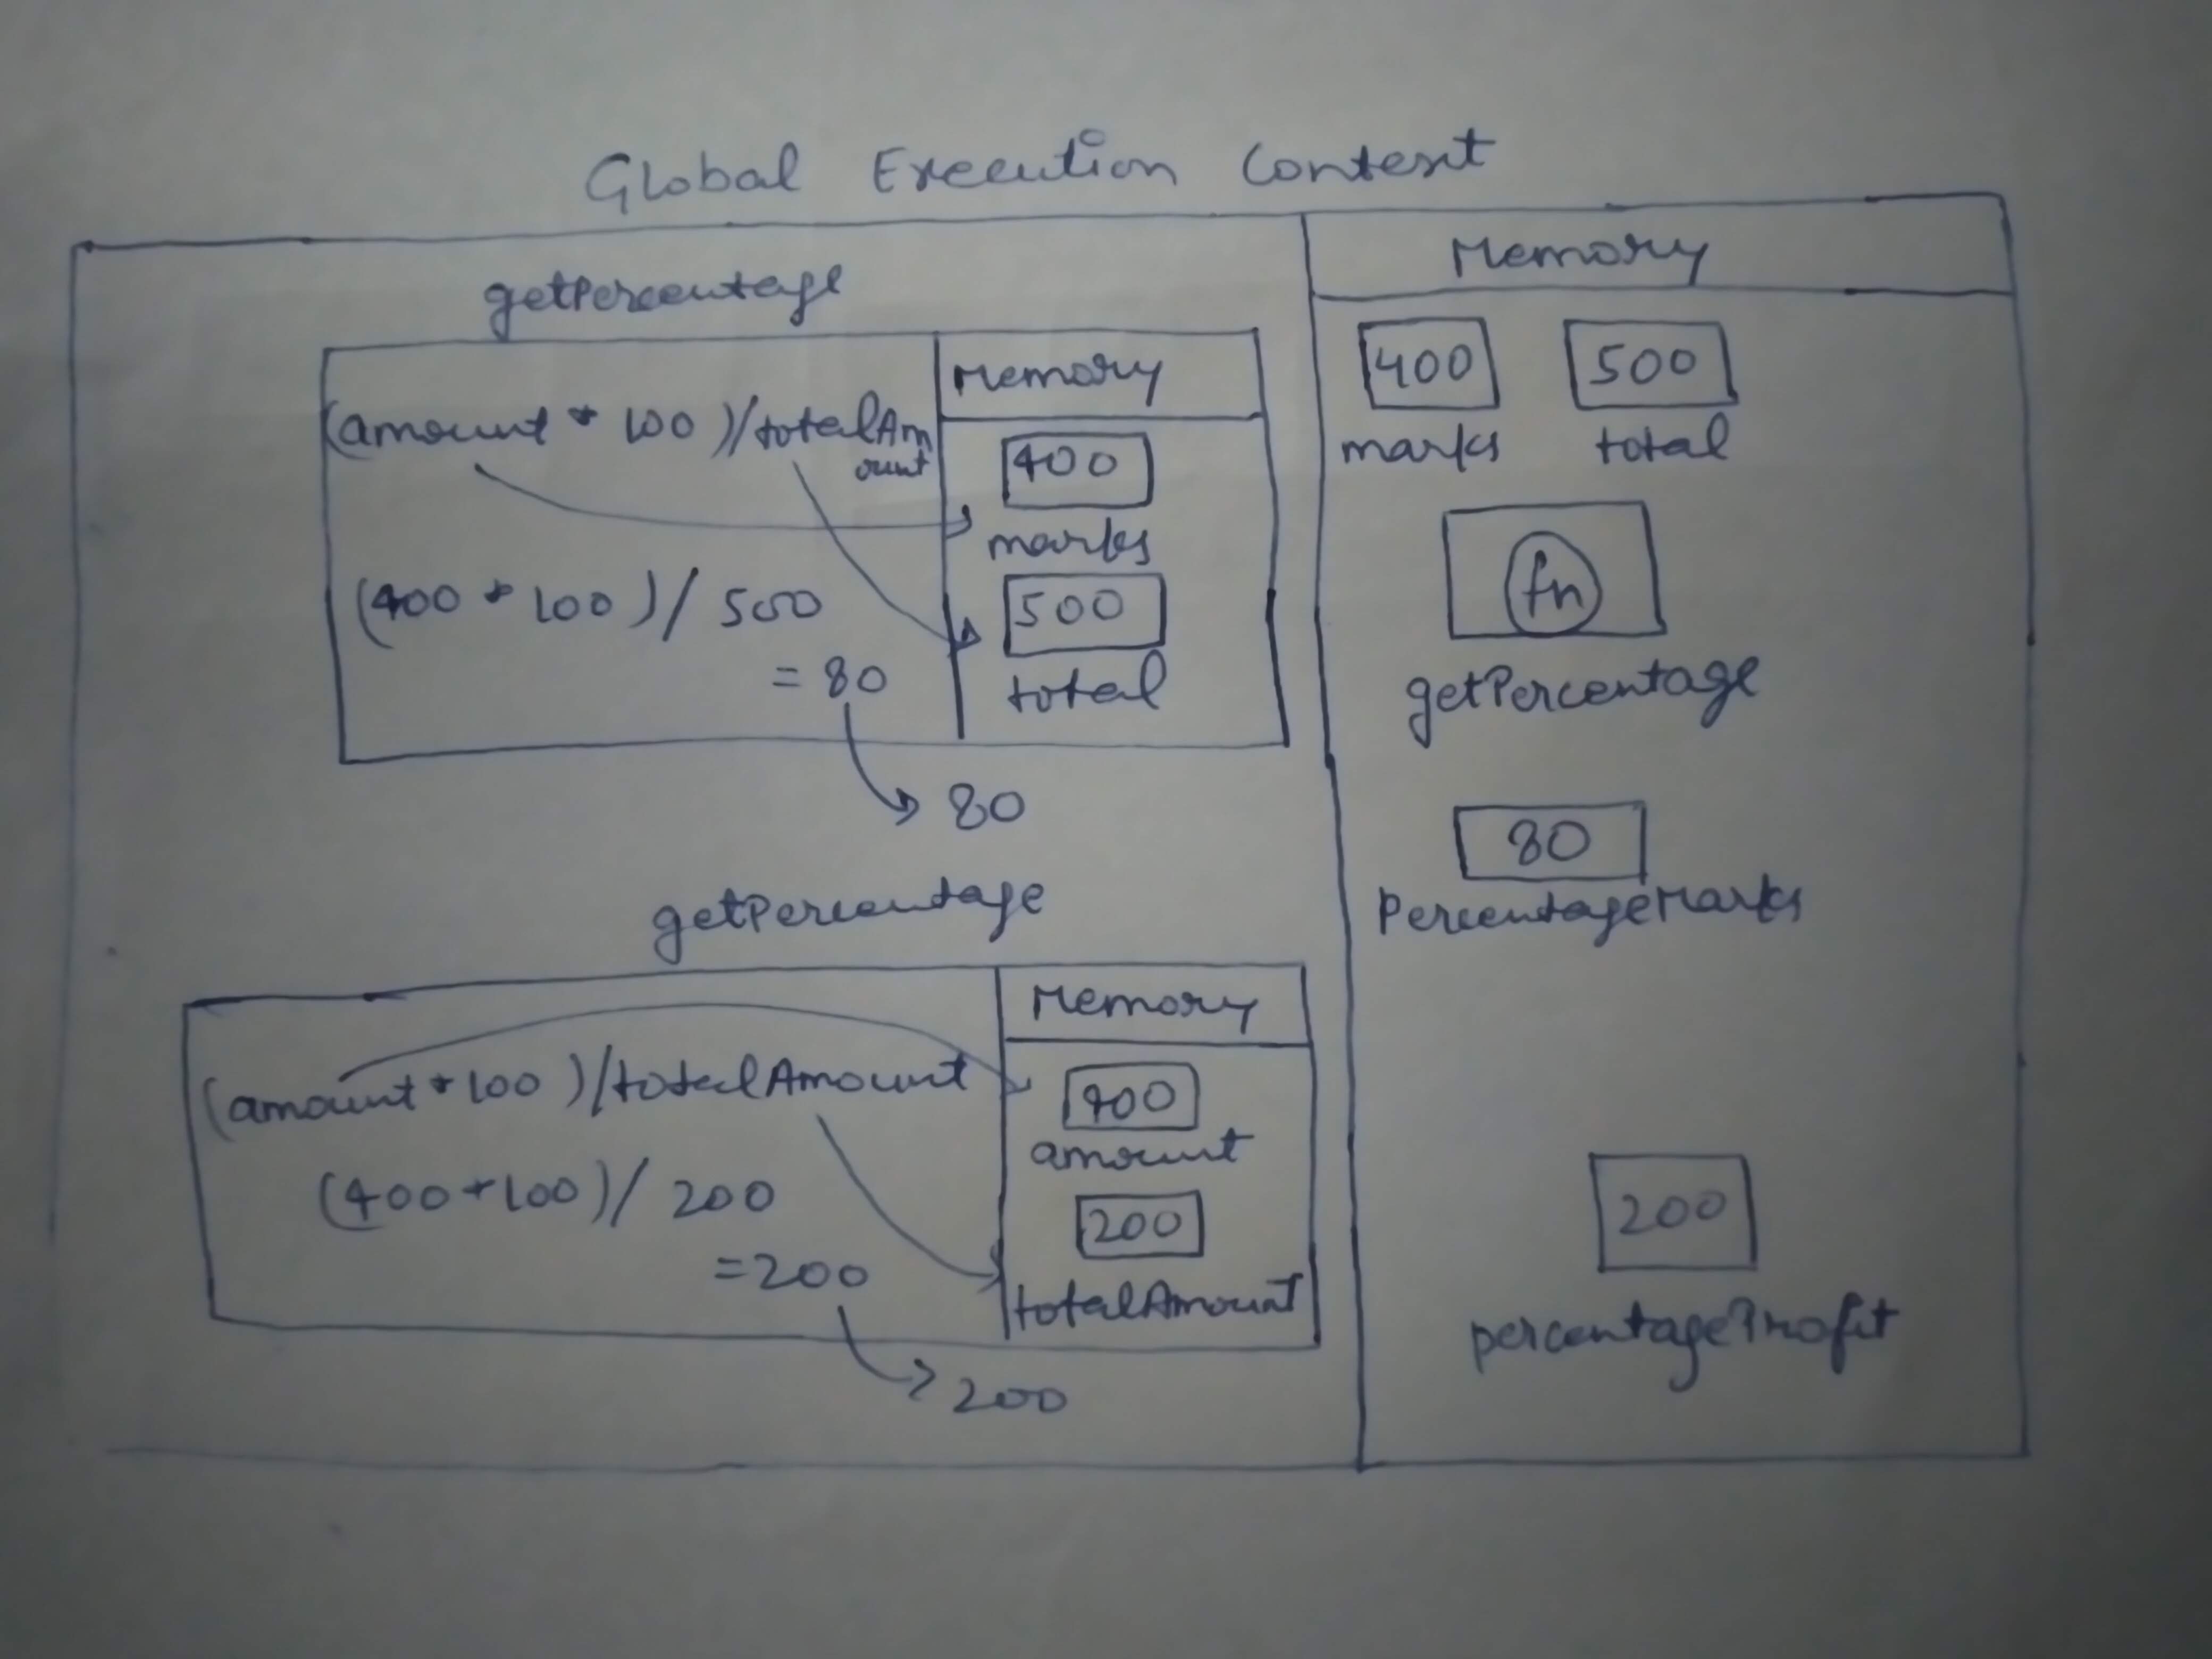 Global Execution Context
getPercentage
(amount * 100)/totalAm
ount
(400 * 100)/ 500
= 80
80
Memory
400
marks
500
total
getPercentage
(amount * 100)/totalAmount
(400 * 100)/ 200
=200
200
Memory
400
amount
200
totalAmount
Memory
400 500
marks total
fn
getPercentage
80
PercentageMarks
200
percentageProfit